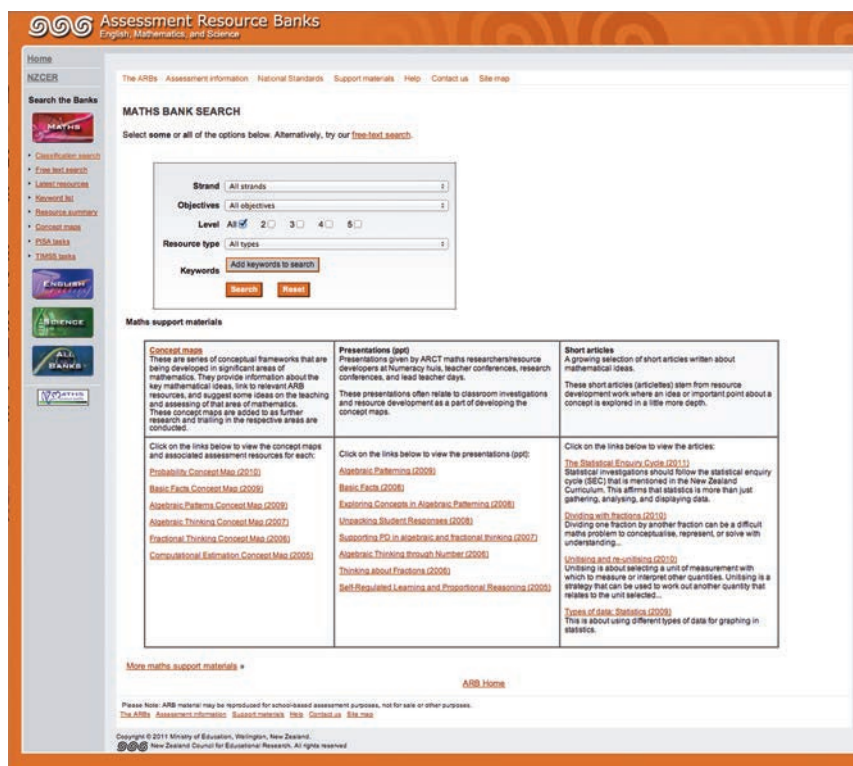 Assessment Resource Banks
English, Mathematics, and Science
Home
NZCER
Search the Banks
MATHS
Classification search
Free text search
Latest resources
Keyword list
Resource summary
Concept maps
PISA tasks
TIMSS tasks
ENGLISH
SCIENCE
ALL
BANKS
MATHS
The ARBs Assessment information National Standards Support materials Help Contact us Site map
MATHS BANK SEARCH
Select some or all of the options below. Alternatively, try our free-text search.
Strand All strands
Objectives All objectives
Level All 2 3 4 5
Resource type All types
Keywords Add keywords to search
Search Reset
Maths support materials
Concept maps
These are series of conceptual frameworks that are
being developed in significant areas of
mathematics. They provide information about the
key mathematical ideas, link to relevant ARB
resources, and suggest some ideas on the teaching
and assessing of that area of mathematics.
These concept maps are added to as further
research and trialling in the respective areas are
conducted.
Presentations (ppt)
Presentations given by ARCT maths researchers/resource
developers at Numeracy huis, teacher conferences, research
conferences, and lead teacher days.
These presentations often relate to classroom investigations
and resource development as a part of developing the
concept maps.
Short articles
A growing selection of short articles written about
mathematical ideas.
These short articles (articlettes) stem from resource
development work where an idea or important point about a
concept is explored in a little more depth.
Click on the links below to view the concept maps
and associated assessment resources for each:
Probability Concept Map (2010)
Basic Facts Concept Map (2009)
Algebraic Patterns Concept Map (2009)
Algebraic Thinking Concept Map (2007)
Fractional Thinking Concept Map (2006)
Computational Estimation Concept Map (2005)
Click on the links below to view the presentations (ppt):
Algebraic Patterning (2009)
Basic Facts (2008)
Exploring Concepts in Algebraic Patterning (2008)
Unpacking Student Responses (2008)
Supporting PD in algebraic and fractional thinking (2007)
Algebraic Thinking through Number (2006)
Thinking about Fractions (2006)
Self-Regulated Learning and Proportional Reasoning (2005)
Click on the links below to view the articles:
The Statistical Enquiry Cycle (2011)
Statistical investigations should follow the statistical enquiry
cycle (SEC) that is mentioned in the New Zealand
Curriculum. This affirms that statistics is more than just
gathering, analysing, and displaying data.
Dividing with fractions (2010)
Dividing one fraction by another fraction can be a difficult
maths problem to conceptualise, represent, or solve with
understanding...
Unitising and re-unitising (2010)
Unitising is about selecting a unit of measurement with
which to measure or interpret other quantities. Unitising is a
strategy that can be used to work out another quantity that
relates to the unit selected...
Types of data: Statistics (2009)
This is about using different types of data for graphing in
statistics.
More maths support materials »
ARB Home
Please Note: ARB material may be reproduced for school-based assessment purposes, not for sale or other purposes.
The ARBs Assessment information Support materials Help Contact us Site map
Copyright © 2011 Ministry of Education, Wellington, New Zealand.
New Zealand Council for Educational Research. All rights reserved